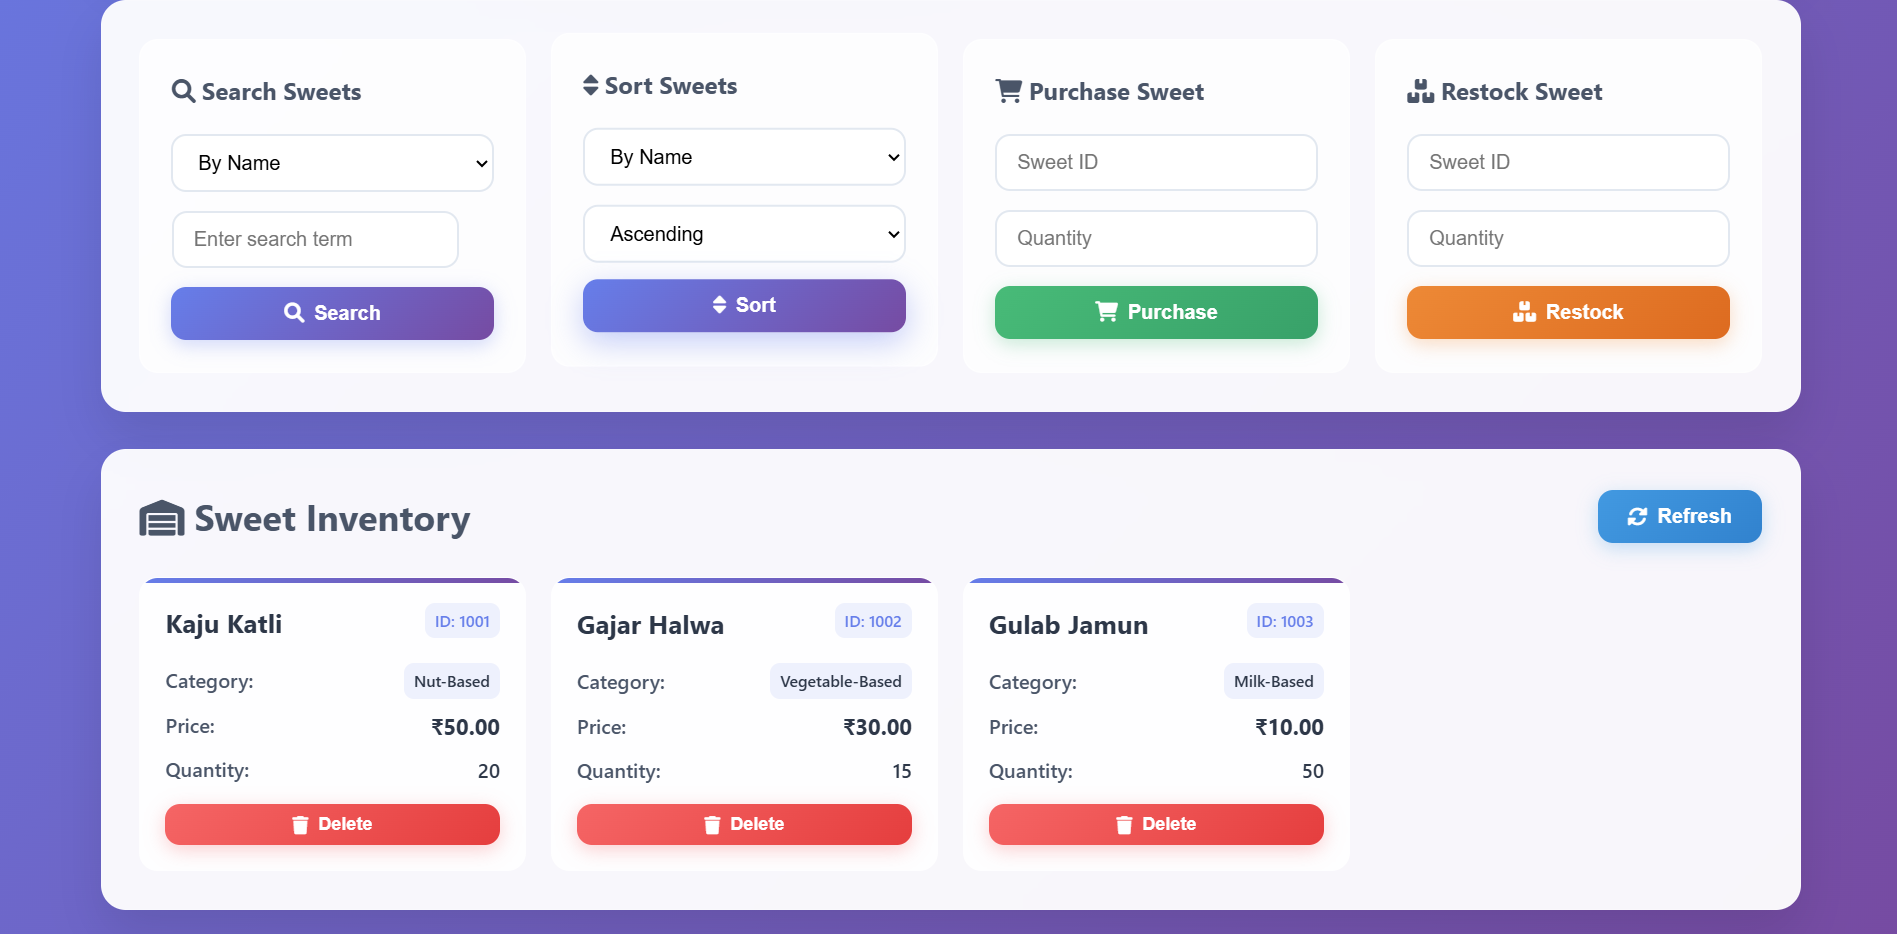 Search Sweets
By Name
Enter search term
Search
Sort Sweets
By Name
Ascending
Sort
Purchase Sweet
Sweet ID
Quantity
Purchase
Restock Sweet
Sweet ID
Quantity
Restock
Sweet Inventory
Refresh
Kaju Katli
ID: 1001
Category:
Nut-Based
Price:
₹50.00
Quantity:
20
Delete
Gajar Halwa
ID: 1002
Category:
Vegetable-Based
Price:
₹30.00
Quantity:
15
Delete
Gulab Jamun
ID: 1003
Category:
Milk-Based
Price:
₹10.00
Quantity:
50
Delete